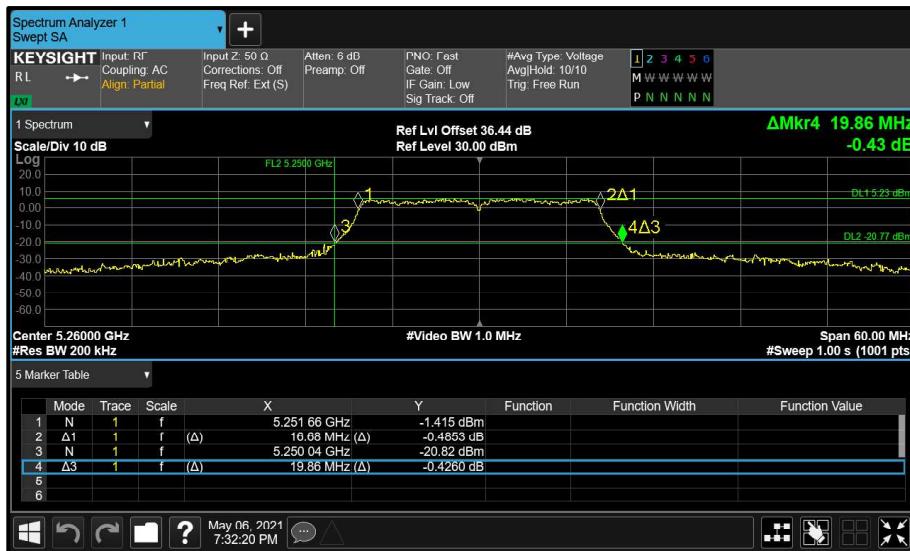 Spectrum Analyzer 1
Swept SA
+
KEYSIGHT
RL
LXI
Input: RF
Coupling: AC
Align: Partial
Input Z: 50 Ω
Corrections: Off
Freq Ref: Ext (S)
Atten: 6 dB
Preamp: Off
PNO: Fast
Gate: Off
IF Gain: Low
Sig Track: Off
#Avg Type: Voltage
Avg|Hold: 10/10
Trig: Free Run
1 2 3 4 5 6
M W W W W W
P N N N N N
1 Spectrum
Scale/Div 10 dB
Ref Lvl Offset 36.44 dB
Ref Level 30.00 dBm
ΔMkr4 19.86 MHz
-0.43 dB
Log
FL2 5.2500 GHz
20.0
10.0
0.00
-10.0
-20.0
-30.0
-40.0
-50.0
-60.0
1
2Δ1
3
4Δ3
DL1 5.23 dBm
DL2 -20.77 dBm
Center 5.26000 GHz
#Video BW 1.0 MHz
Span 60.00 MHz
#Res BW 200 kHz
#Sweep 1.00 s (1001 pts
5 Marker Table
Mode Trace Scale X Y Function Function Width Function Value
1 N 1 f 5.251 66 GHz -1.415 dBm
2 Δ1 1 f (Δ) 16.68 MHz (Δ) -0.4853 dB
3 N 1 f 5.250 04 GHz -20.82 dBm
4 Δ3 1 f (Δ) 19.86 MHz (Δ) -0.4260 dB
5
6
?
May 06, 2021
7:32:20 PM